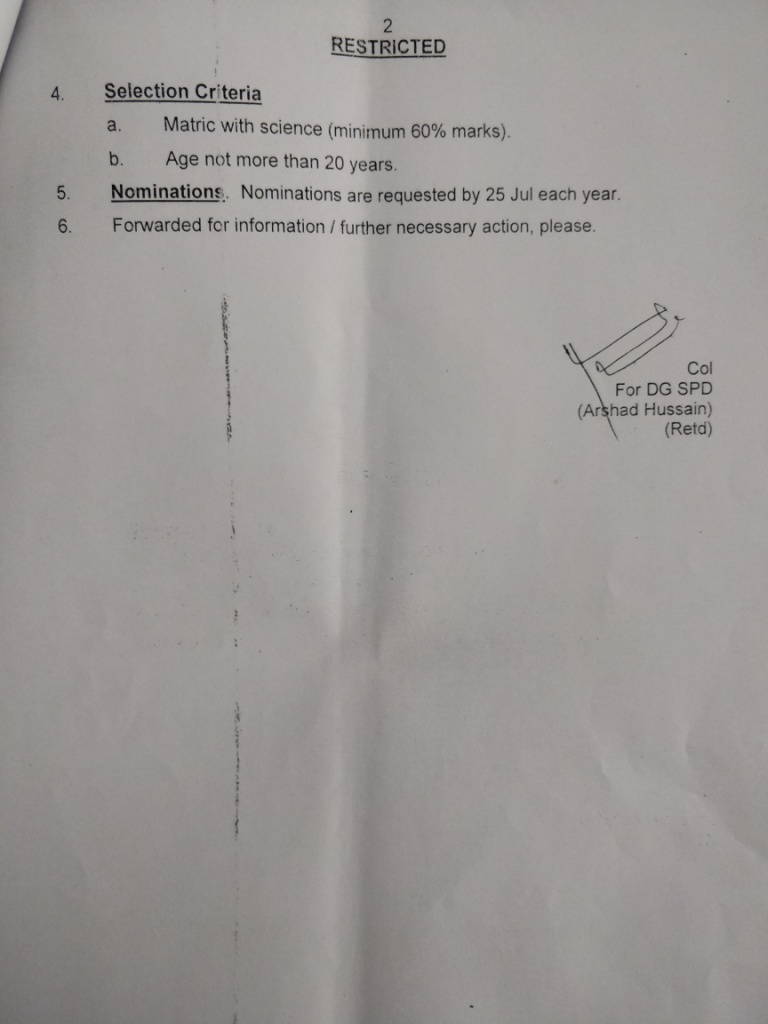 2
RESTRICTED
4. Selection Criteria
a. Matric with science (minimum 60% marks).
b. Age not more than 20 years.
5. Nominations. Nominations are requested by 25 Jul each year.
6. Forwarded for information / further necessary action, please.
Col
For DG SPD
(Arshad Hussain)
(Retd)